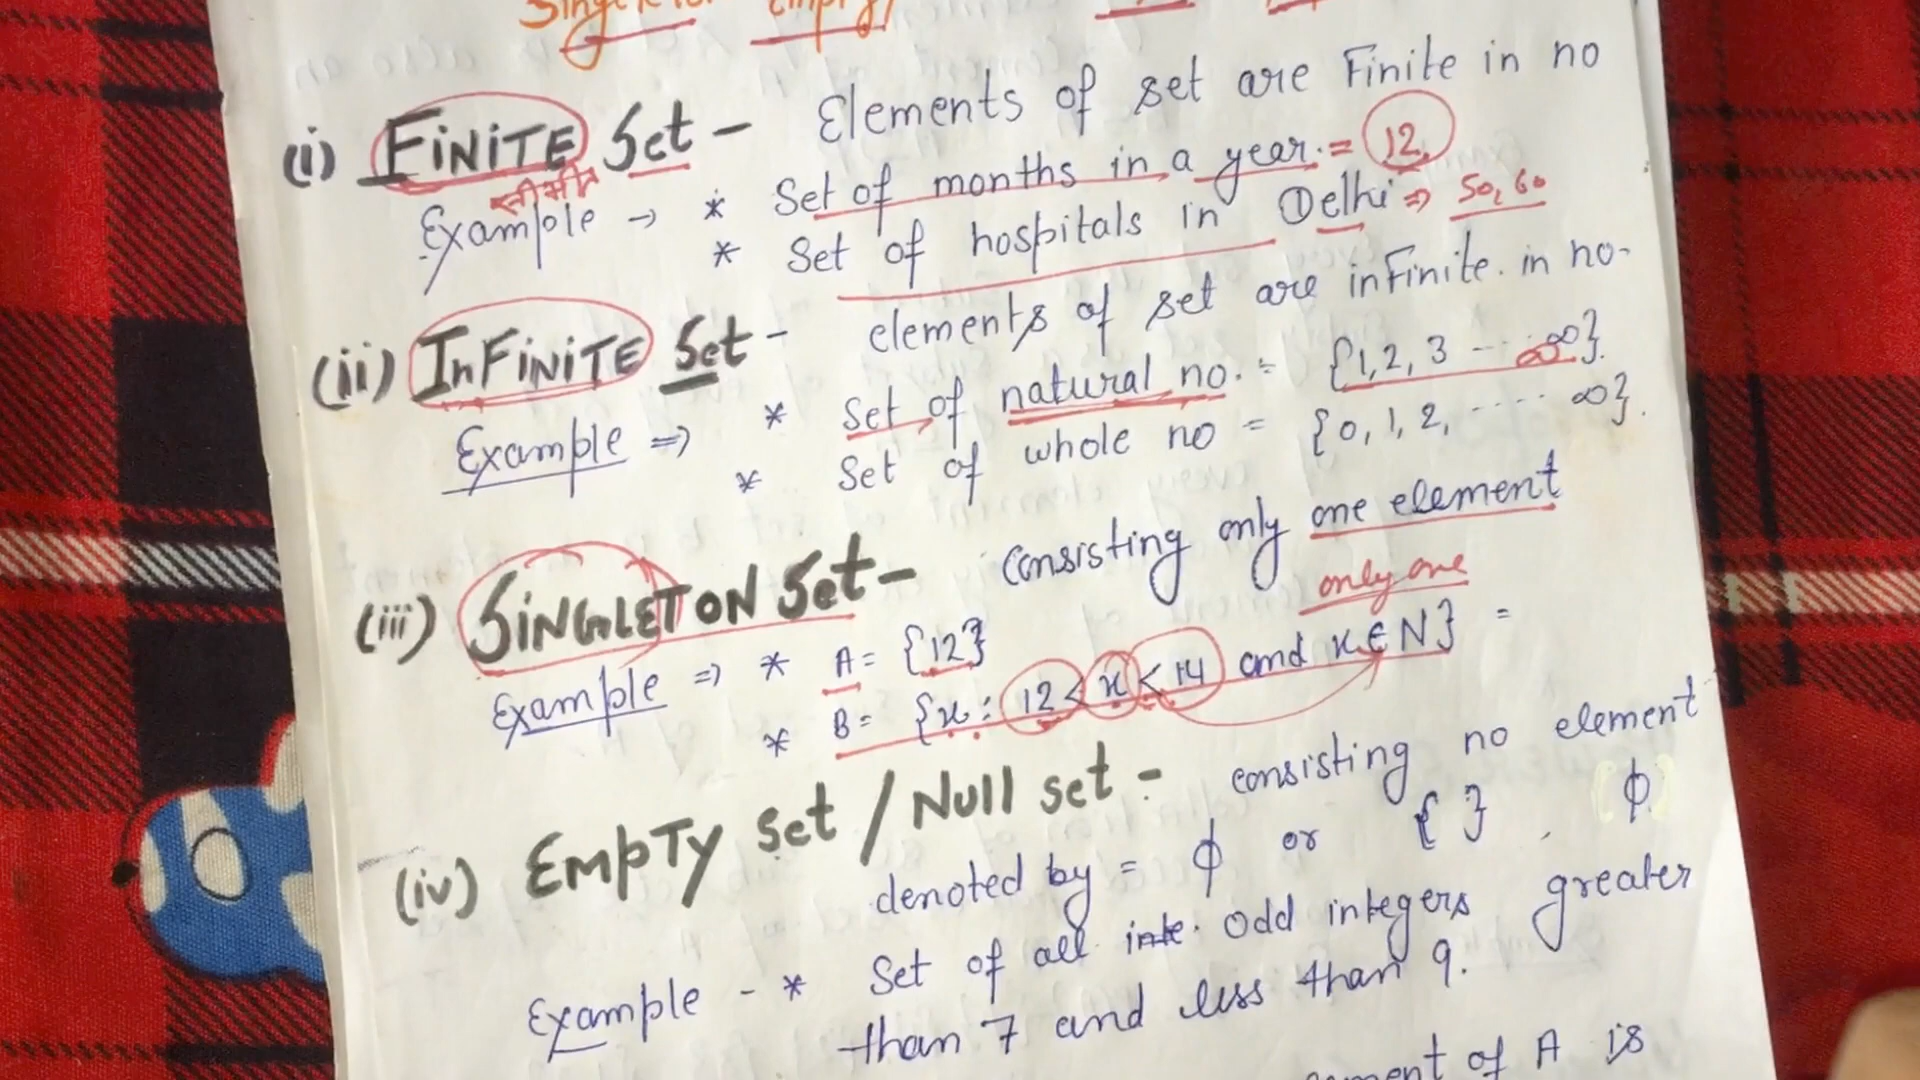 Singleton Empty
(i) FiNiTE Set - Elements of set are Finite in no
सीमित
Example → * Set of months in a year. = 12.
* Set of hospitals in Delhi ⇒ 50, 60
(ii) InFiNiTE Set - elements of set are infinite. in no.
Example ⇒ * Set of natural no. = {1, 2, 3 --- ∞}.
* Set of whole no = {0, 1, 2, ..... ∞}.
(iii) SiNGLETON Set - Consisting only one element
only one
Example ⇒ * A = {12}
* B = {x : 12 < x < 14 and x ∈ N} =
(iv) EmpTy set / Null set - consisting no element
denoted by = ϕ or { } . {ϕ}
Example - * Set of all inte. odd integers greater
than 7 and less than 9.
of A is